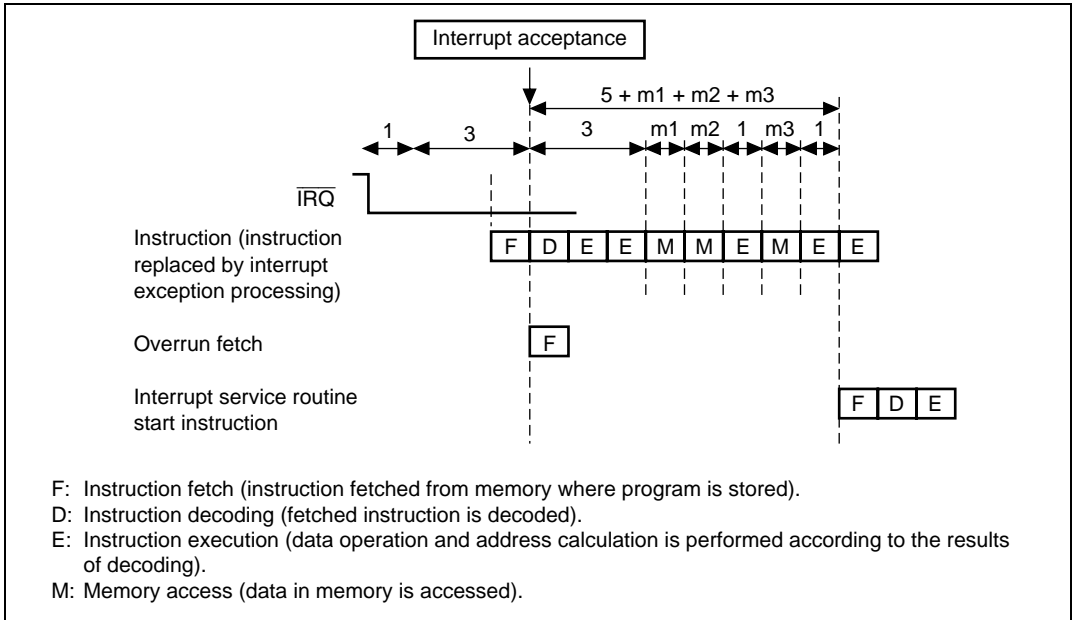 Interrupt acceptance
5 + m1 + m2 + m3
1 3 3 m1 m2 1 m3 1
IRQ
Instruction (instruction
replaced by interrupt
exception processing)
F D E E M M E M E E
Overrun fetch
F
Interrupt service routine
start instruction
F D E
F: Instruction fetch (instruction fetched from memory where program is stored).
D: Instruction decoding (fetched instruction is decoded).
E: Instruction execution (data operation and address calculation is performed according to the results
of decoding).
M: Memory access (data in memory is accessed).